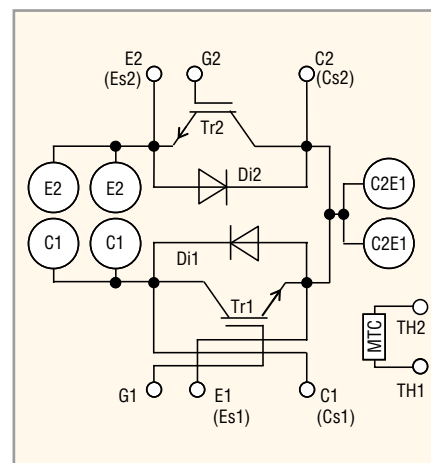 E2 G2 C2
(Es2) (Cs2)
Tr2
Di2
E2 E2 C2E1
C1 C1 C2E1
Di1
Tr1
MTC
TH2
TH1
G1 E1 C1
(Es1) (Cs1)